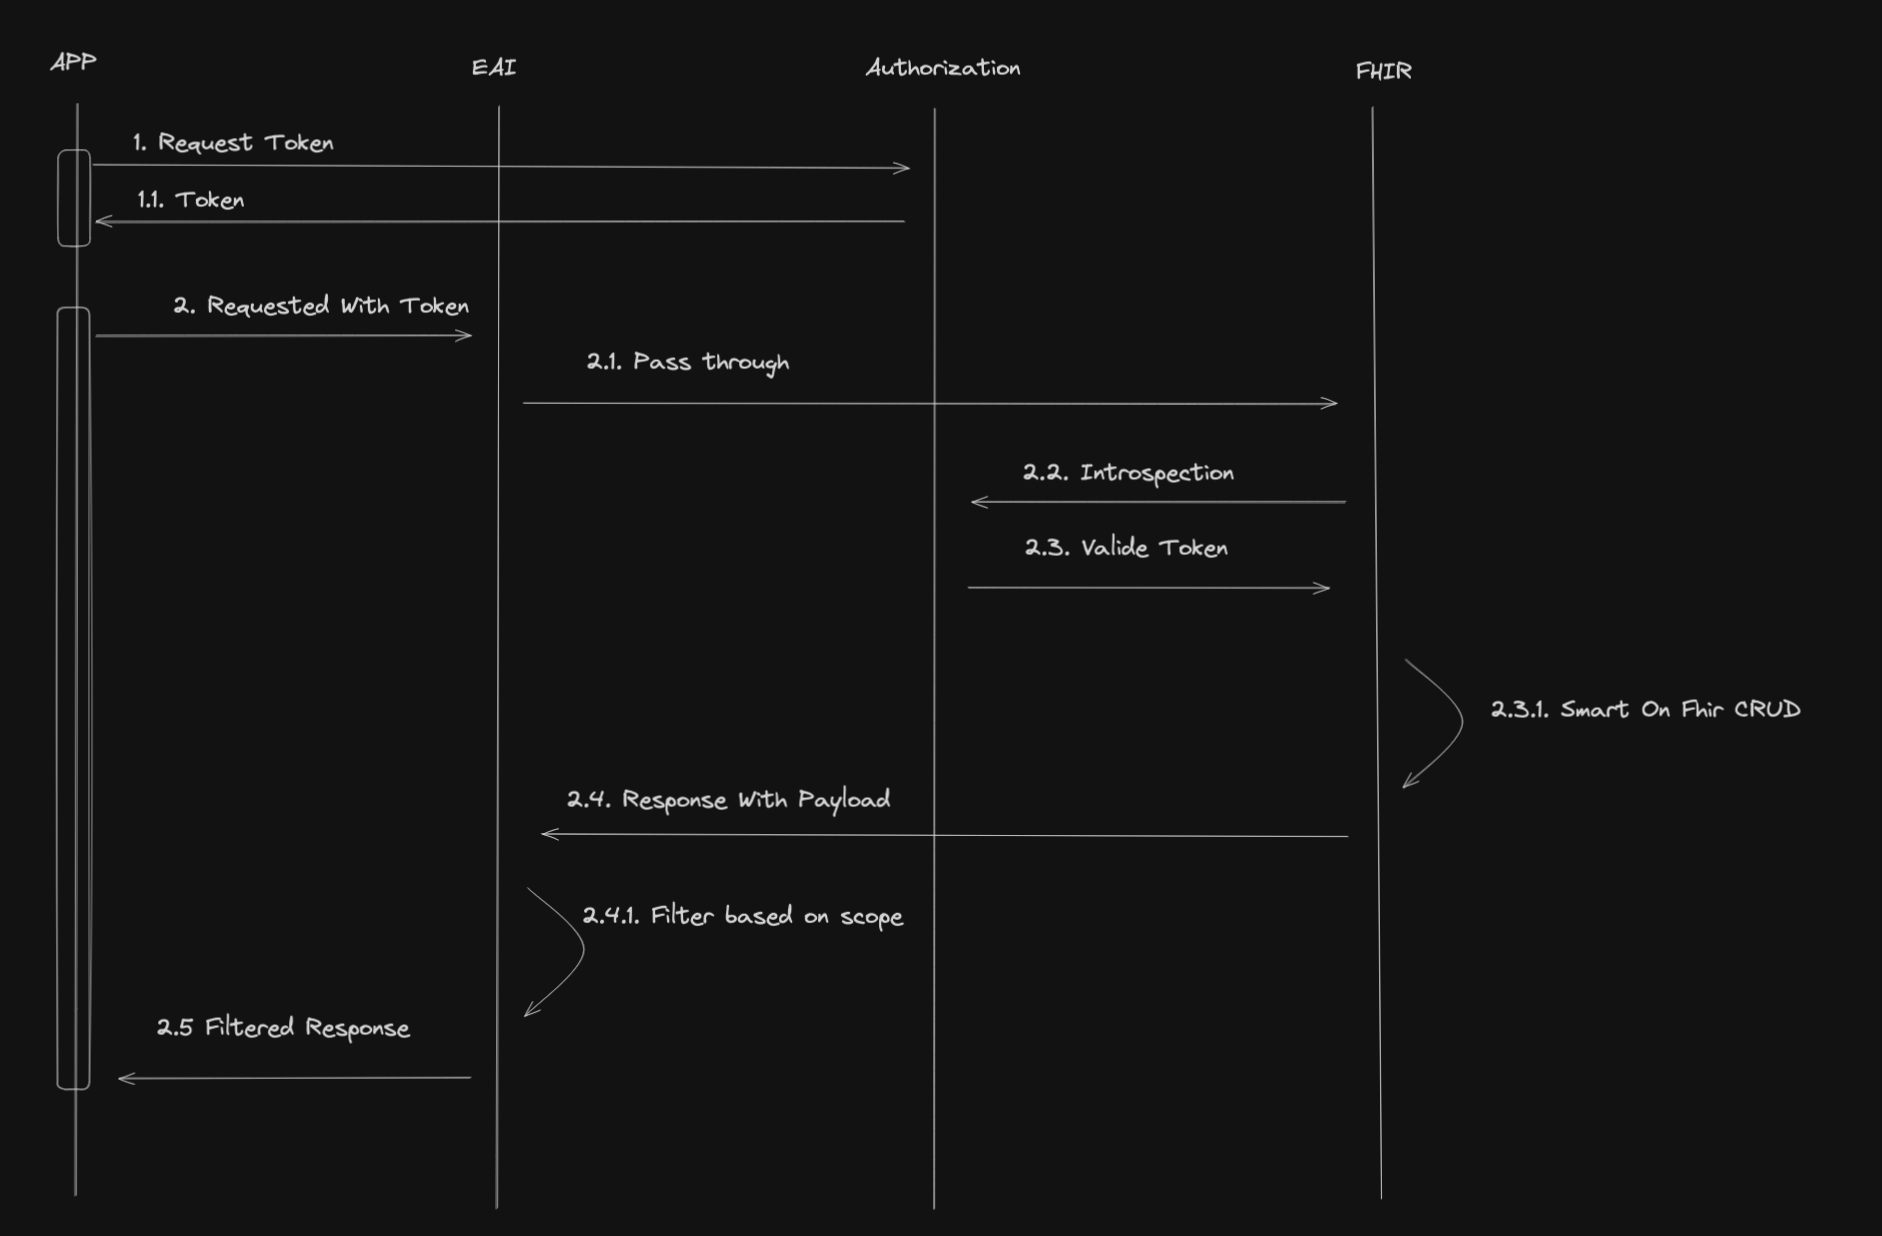 APP
EAI
Authorization
FHIR
1. Request Token
1.1. Token
2. Requested With Token
2.1. Pass through
2.2. Introspection
2.3. Valide Token
2.3.1. Smart On Fhir CRUD
2.4. Response With Payload
2.4.1. Filter based on scope
2.5 Filtered Response